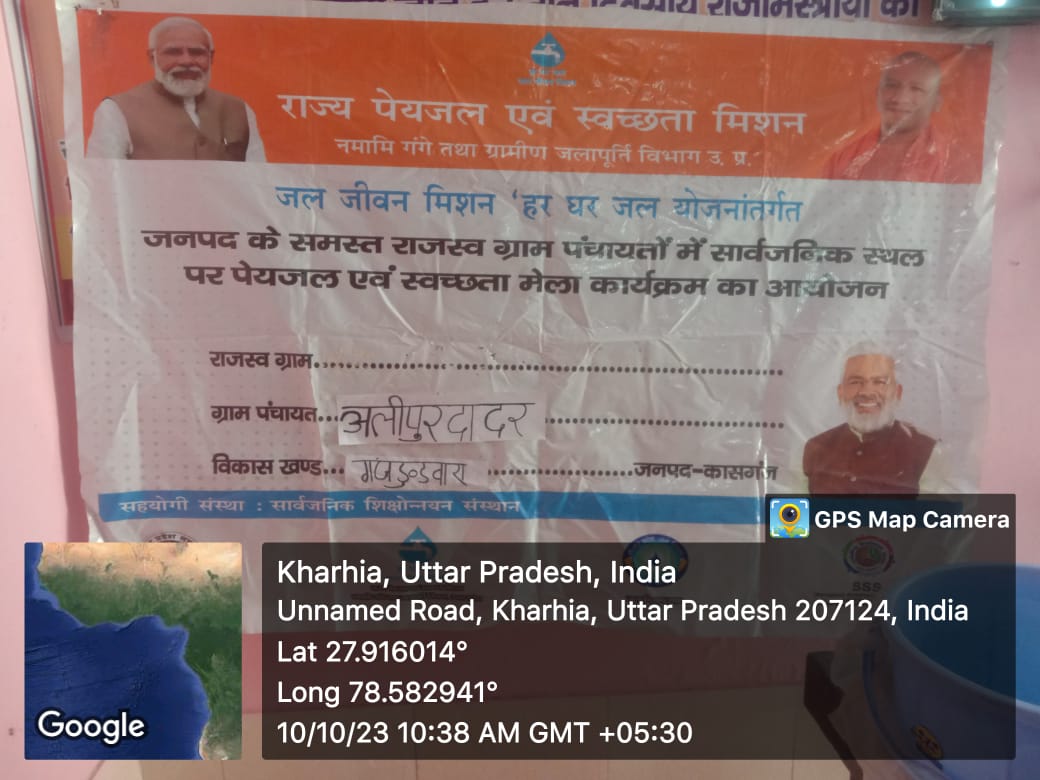 राज्य पेयजल एवं स्वच्छता मिशन
नमामि गंगे तथा ग्रामीण जलापूर्ति विभाग उ. प्र.
जल जीवन मिशन 'हर घर जल योजनांतर्गत
जनपद के समस्त राजस्व ग्राम पंचायतों में सार्वजनिक स्थल
पर पेयजल एवं स्वच्छता मेला कार्यक्रम का आयोजन
राजस्व ग्राम
ग्राम पंचायत... अलीपुर दादर
विकास खण्ड... गंजडुन्डवारा ...जनपद-कासगंज
सहयोगी संस्था : सार्वजनिक शिक्षोन्नयन संस्थान
SSS
GPS Map Camera
Kharhia, Uttar Pradesh, India
Unnamed Road, Kharhia, Uttar Pradesh 207124, India
Lat 27.916014°
Long 78.582941°
10/10/23 10:38 AM GMT +05:30
Google